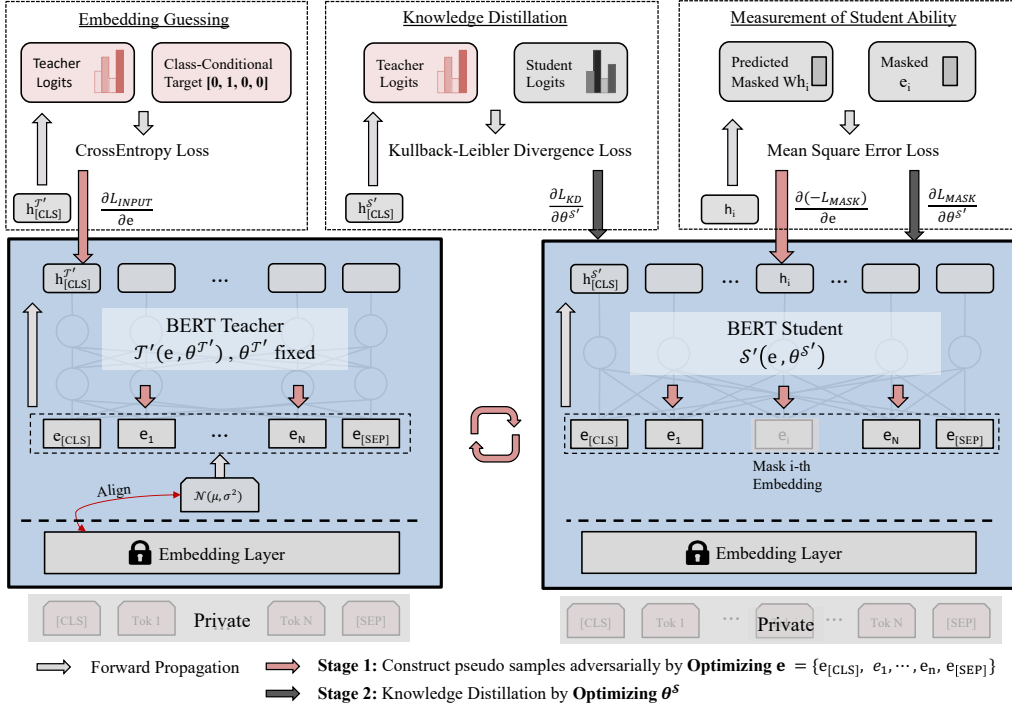 Embedding Guessing
Teacher
Logits
Class-Conditional
Target [0, 1, 0, 0]
CrossEntropy Loss
h_{[CLS]}^{𝒯′}
∂L_{INPUT}
∂e
Knowledge Distillation
Teacher
Logits
Student
Logits
Kullback-Leibler Divergence Loss
h_{[CLS]}^{𝒮′}
∂L_{KD}
∂θ^{𝒮′}
Measurement of Student Ability
Predicted
Masked Wh_i
Masked
e_i
Mean Square Error Loss
h_i
∂(−L_{MASK})
∂e
∂L_{MASK}
∂θ^{𝒮′}
h_{[CLS]}^{𝒯′}
...
BERT Teacher
𝒯′(e , θ^{𝒯′}) , θ^{𝒯′} fixed
e_{[CLS]} e_1 ... e_N e_{[SEP]}
Align
𝒩(μ, σ²)
Embedding Layer
[CLS] Tok 1 ... Tok N [SEP]
Private
h_{[CLS]}^{𝒮′} ... h_i ...
BERT Student
𝒮′(e , θ^{𝒮′})
e_{[CLS]} e_1 e_i e_N e_{[SEP]}
Mask i-th
Embedding
Embedding Layer
[CLS] Tok 1 ... ... Tok N [SEP]
Private
Forward Propagation
Stage 1: Construct pseudo samples adversarially by Optimizing e = {e_{[CLS]}, e_1, ⋯, e_n, e_{[SEP]}}
Stage 2: Knowledge Distillation by Optimizing θ^𝒮